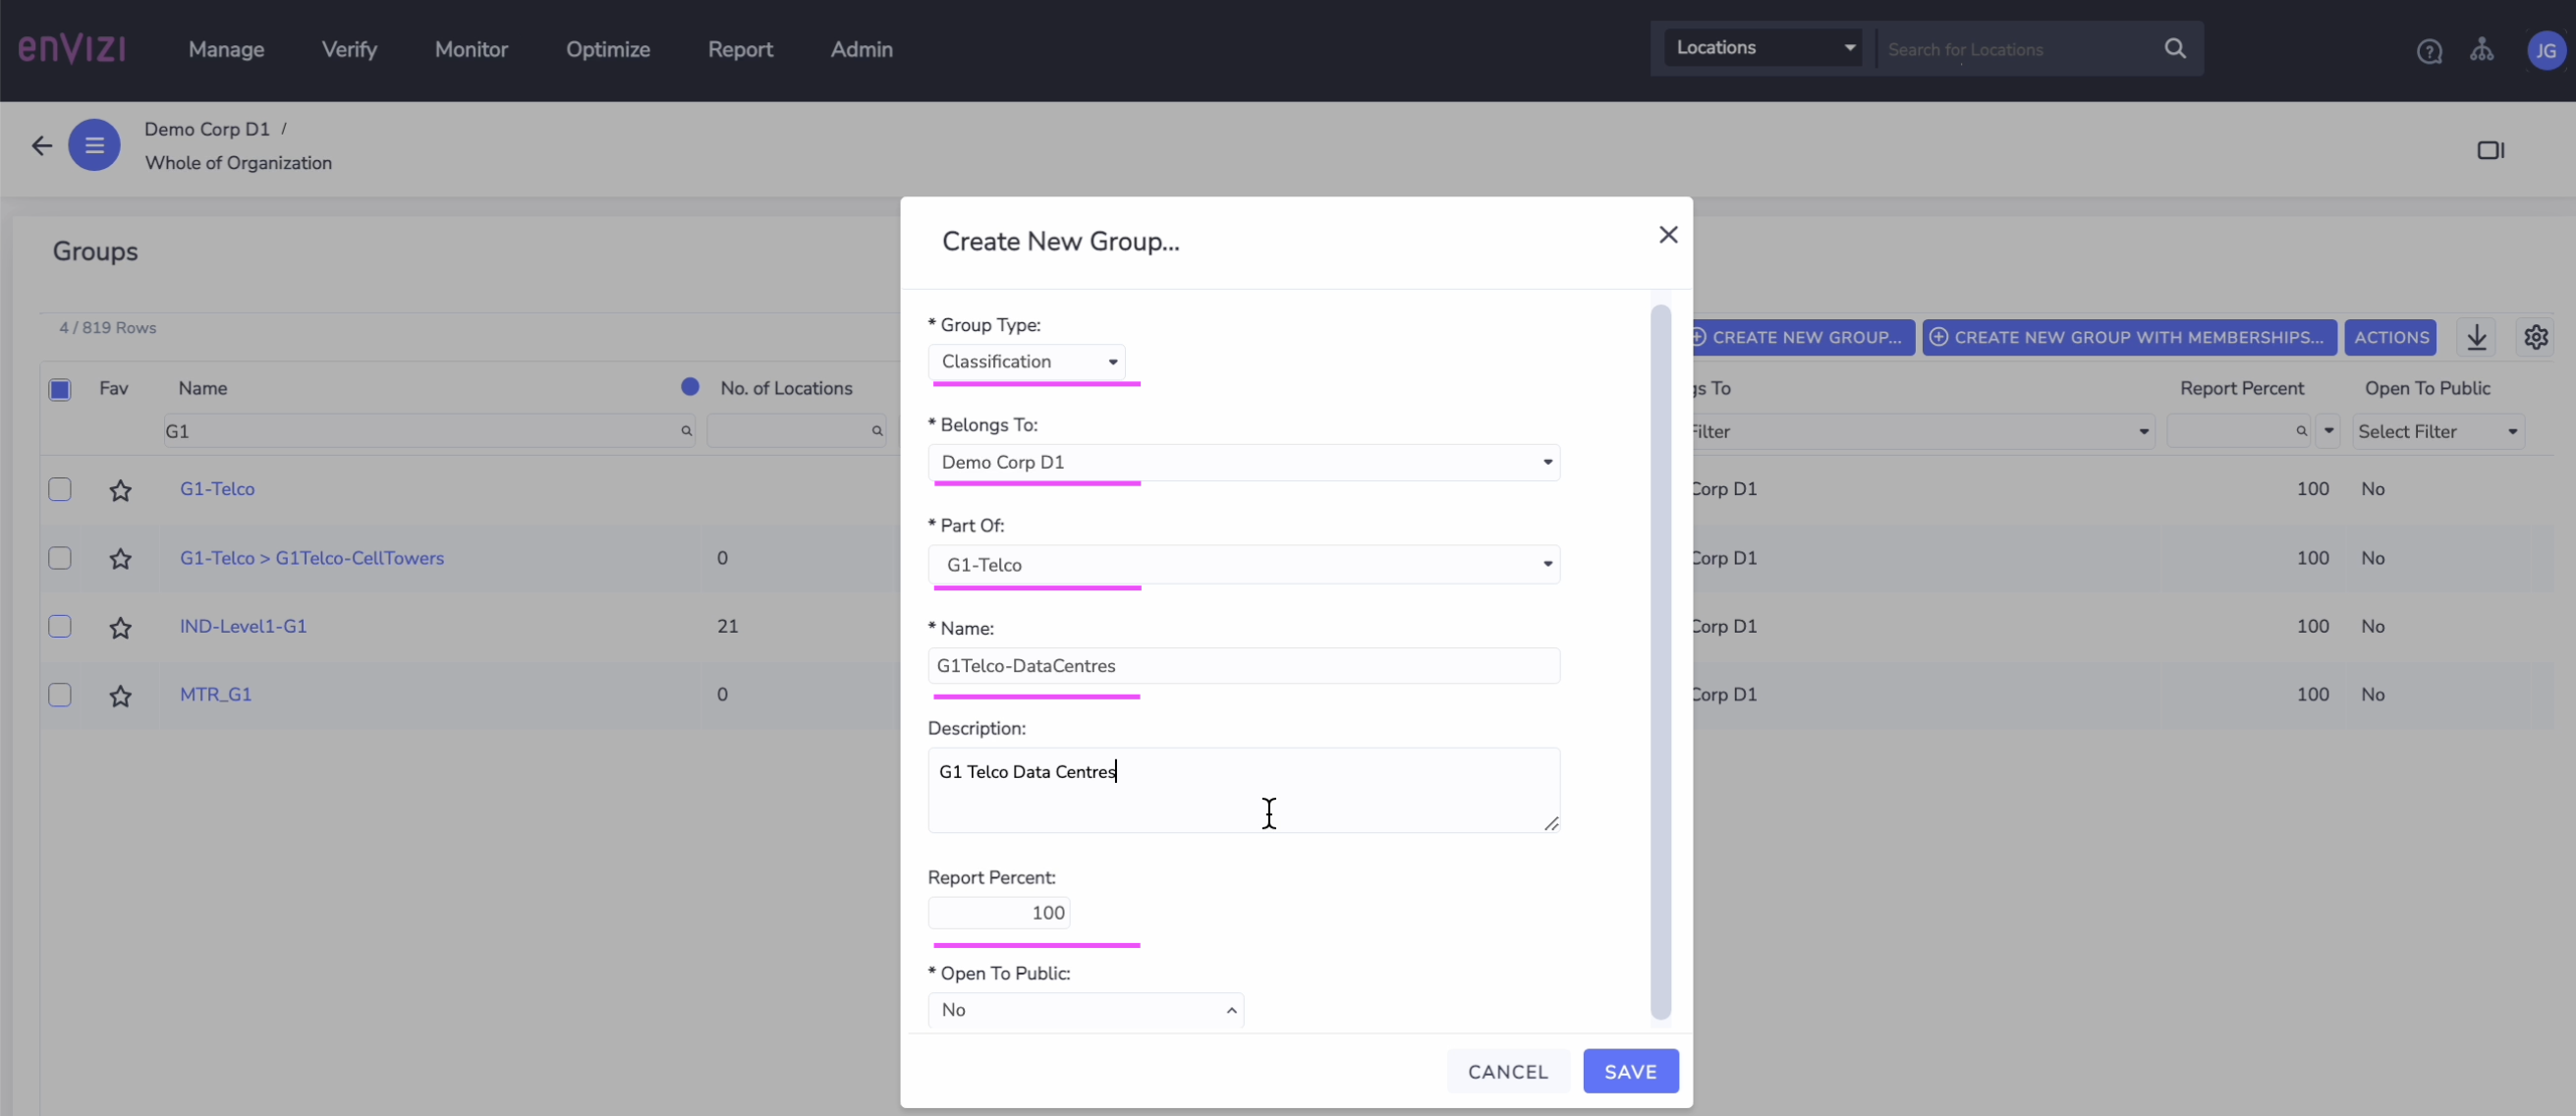 enVIZI
Manage Verify Monitor Optimize Report Admin
Locations Search for Locations
JG
Demo Corp D1 /
Whole of Organization
Groups
4 / 819 Rows
CREATE NEW GROUP... CREATE NEW GROUP WITH MEMBERSHIPS... ACTIONS
Fav Name No. of Locations gs To Report Percent Open To Public
G1 Filter Select Filter
G1-Telco Corp D1 100 No
G1-Telco > G1Telco-CellTowers 0 Corp D1 100 No
IND-Level1-G1 21 Corp D1 100 No
MTR_G1 0 Corp D1 100 No
Create New Group...
* Group Type:
Classification
* Belongs To:
Demo Corp D1
* Part Of:
G1-Telco
* Name:
G1Telco-DataCentres
Description:
G1 Telco Data Centres
Report Percent:
100
* Open To Public:
No
CANCEL SAVE